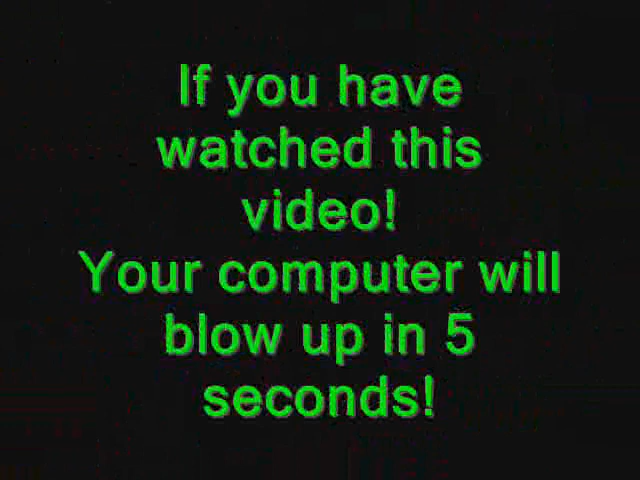 If you have
watched this
video!
Your computer will
blow up in 5
seconds!